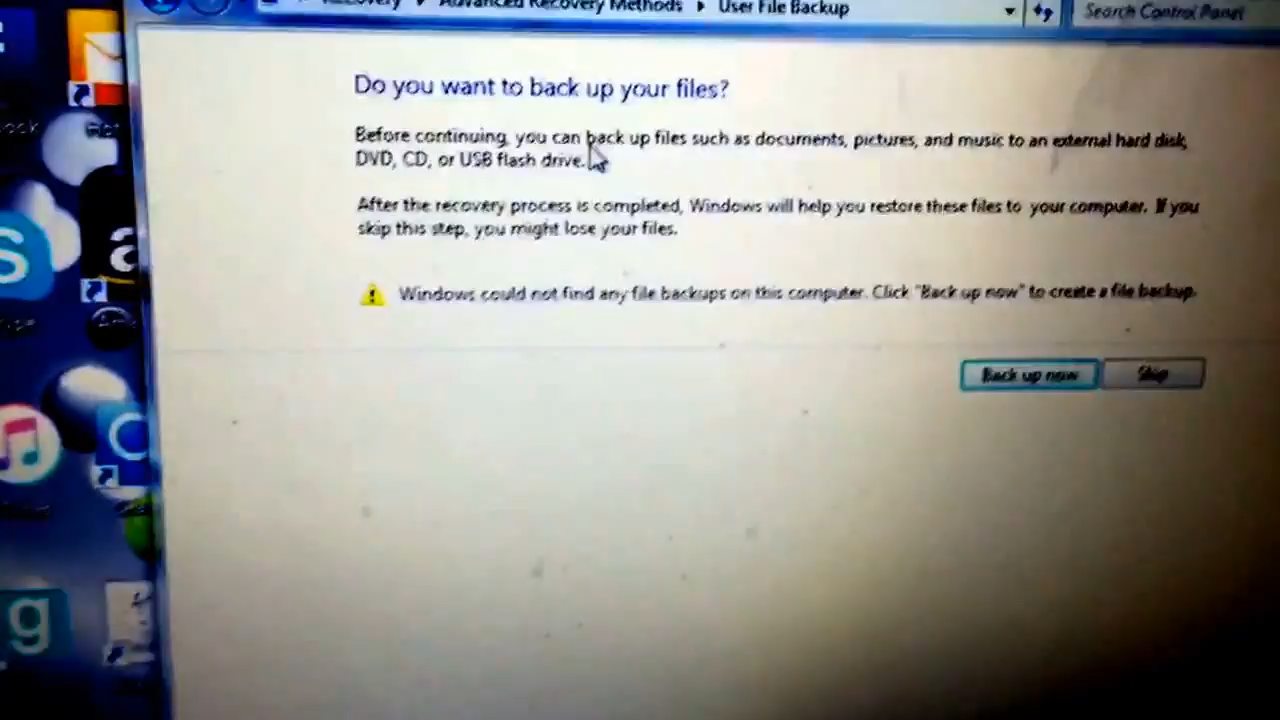 Recovery ▸ Advanced Recovery Methods ▸ User File Backup
Search Control Panel
Do you want to back up your files?
Before continuing, you can back up files such as documents, pictures, and music to an external hard disk,
DVD, CD, or USB flash drive.
After the recovery process is completed, Windows will help you restore these files to your computer. If you
skip this step, you might lose your files.
Windows could not find any file backups on this computer. Click "Back up now" to create a file backup.
Back up now
Skip
S
a
g